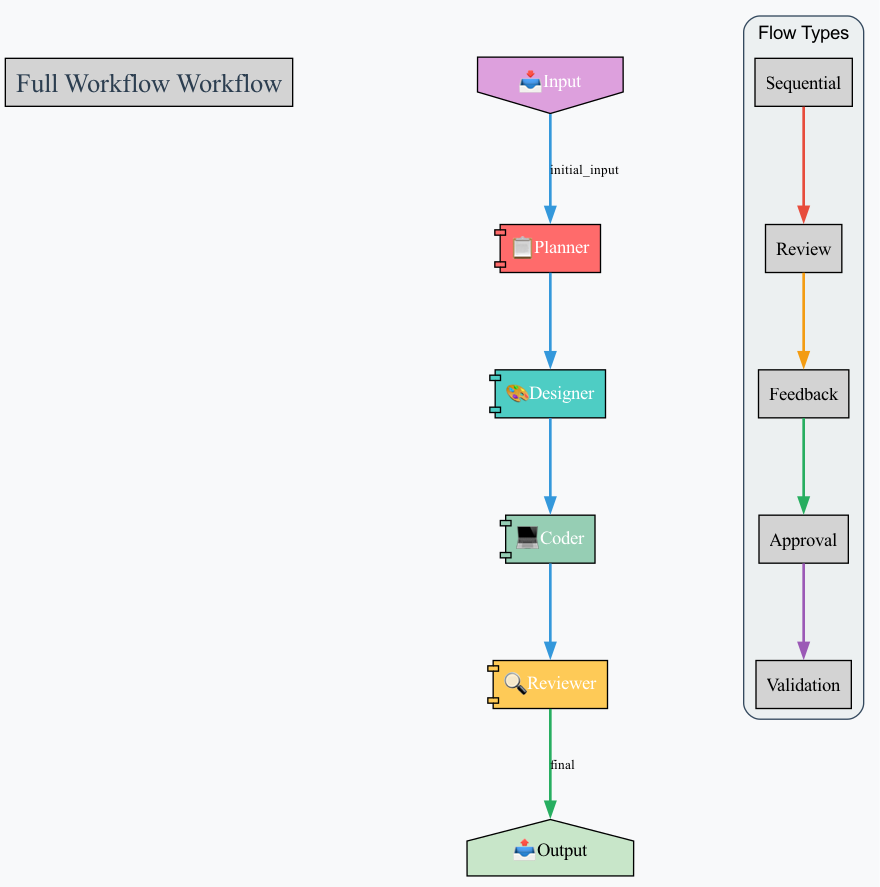 Full Workflow Workflow
📥Input
initial_input
📋Planner
🎨Designer
💻Coder
🔍Reviewer
final
📤Output
Flow Types
Sequential
Review
Feedback
Approval
Validation